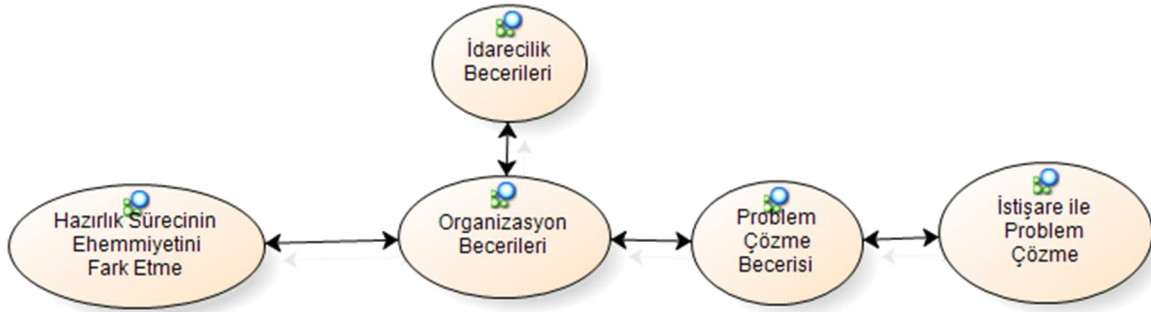 İdarecilik
Becerileri
Hazırlık Sürecinin
Ehemmiyetini
Fark Etme
Organizasyon
Becerileri
Problem
Çözme
Becerisi
İstişare ile
Problem
Çözme